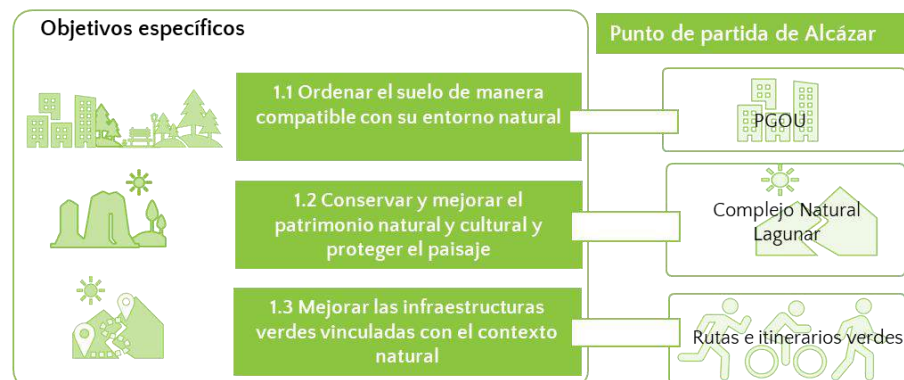 Objetivos específicos
Punto de partida de Alcázar
1.1 Ordenar el suelo de manera
compatible con su entorno natural
PGOU
1.2 Conservar y mejorar el
patrimonio natural y cultural y
proteger el paisaje
Complejo Natural
Lagunar
1.3 Mejorar las infraestructuras
verdes vinculadas con el contexto
natural
Rutas e itinerarios verdes